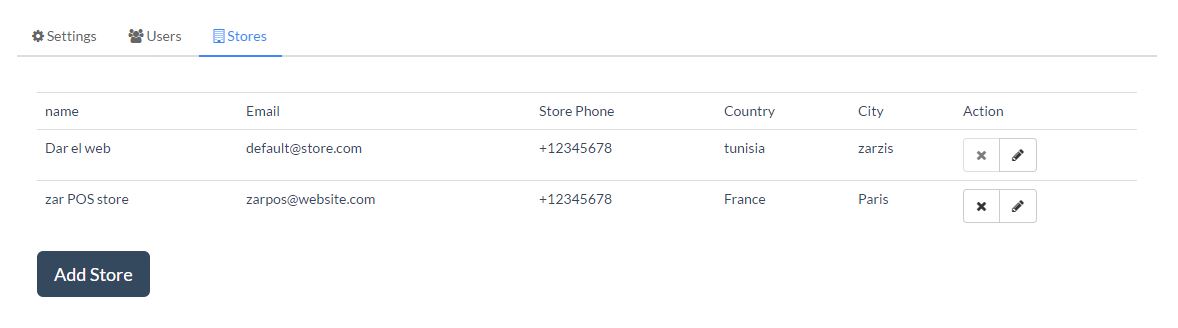 Settings Users Stores
name Email Store Phone Country City Action
Dar el web default@store.com +12345678 tunisia zarzis
zar POS store zarpos@website.com +12345678 France Paris
Add Store